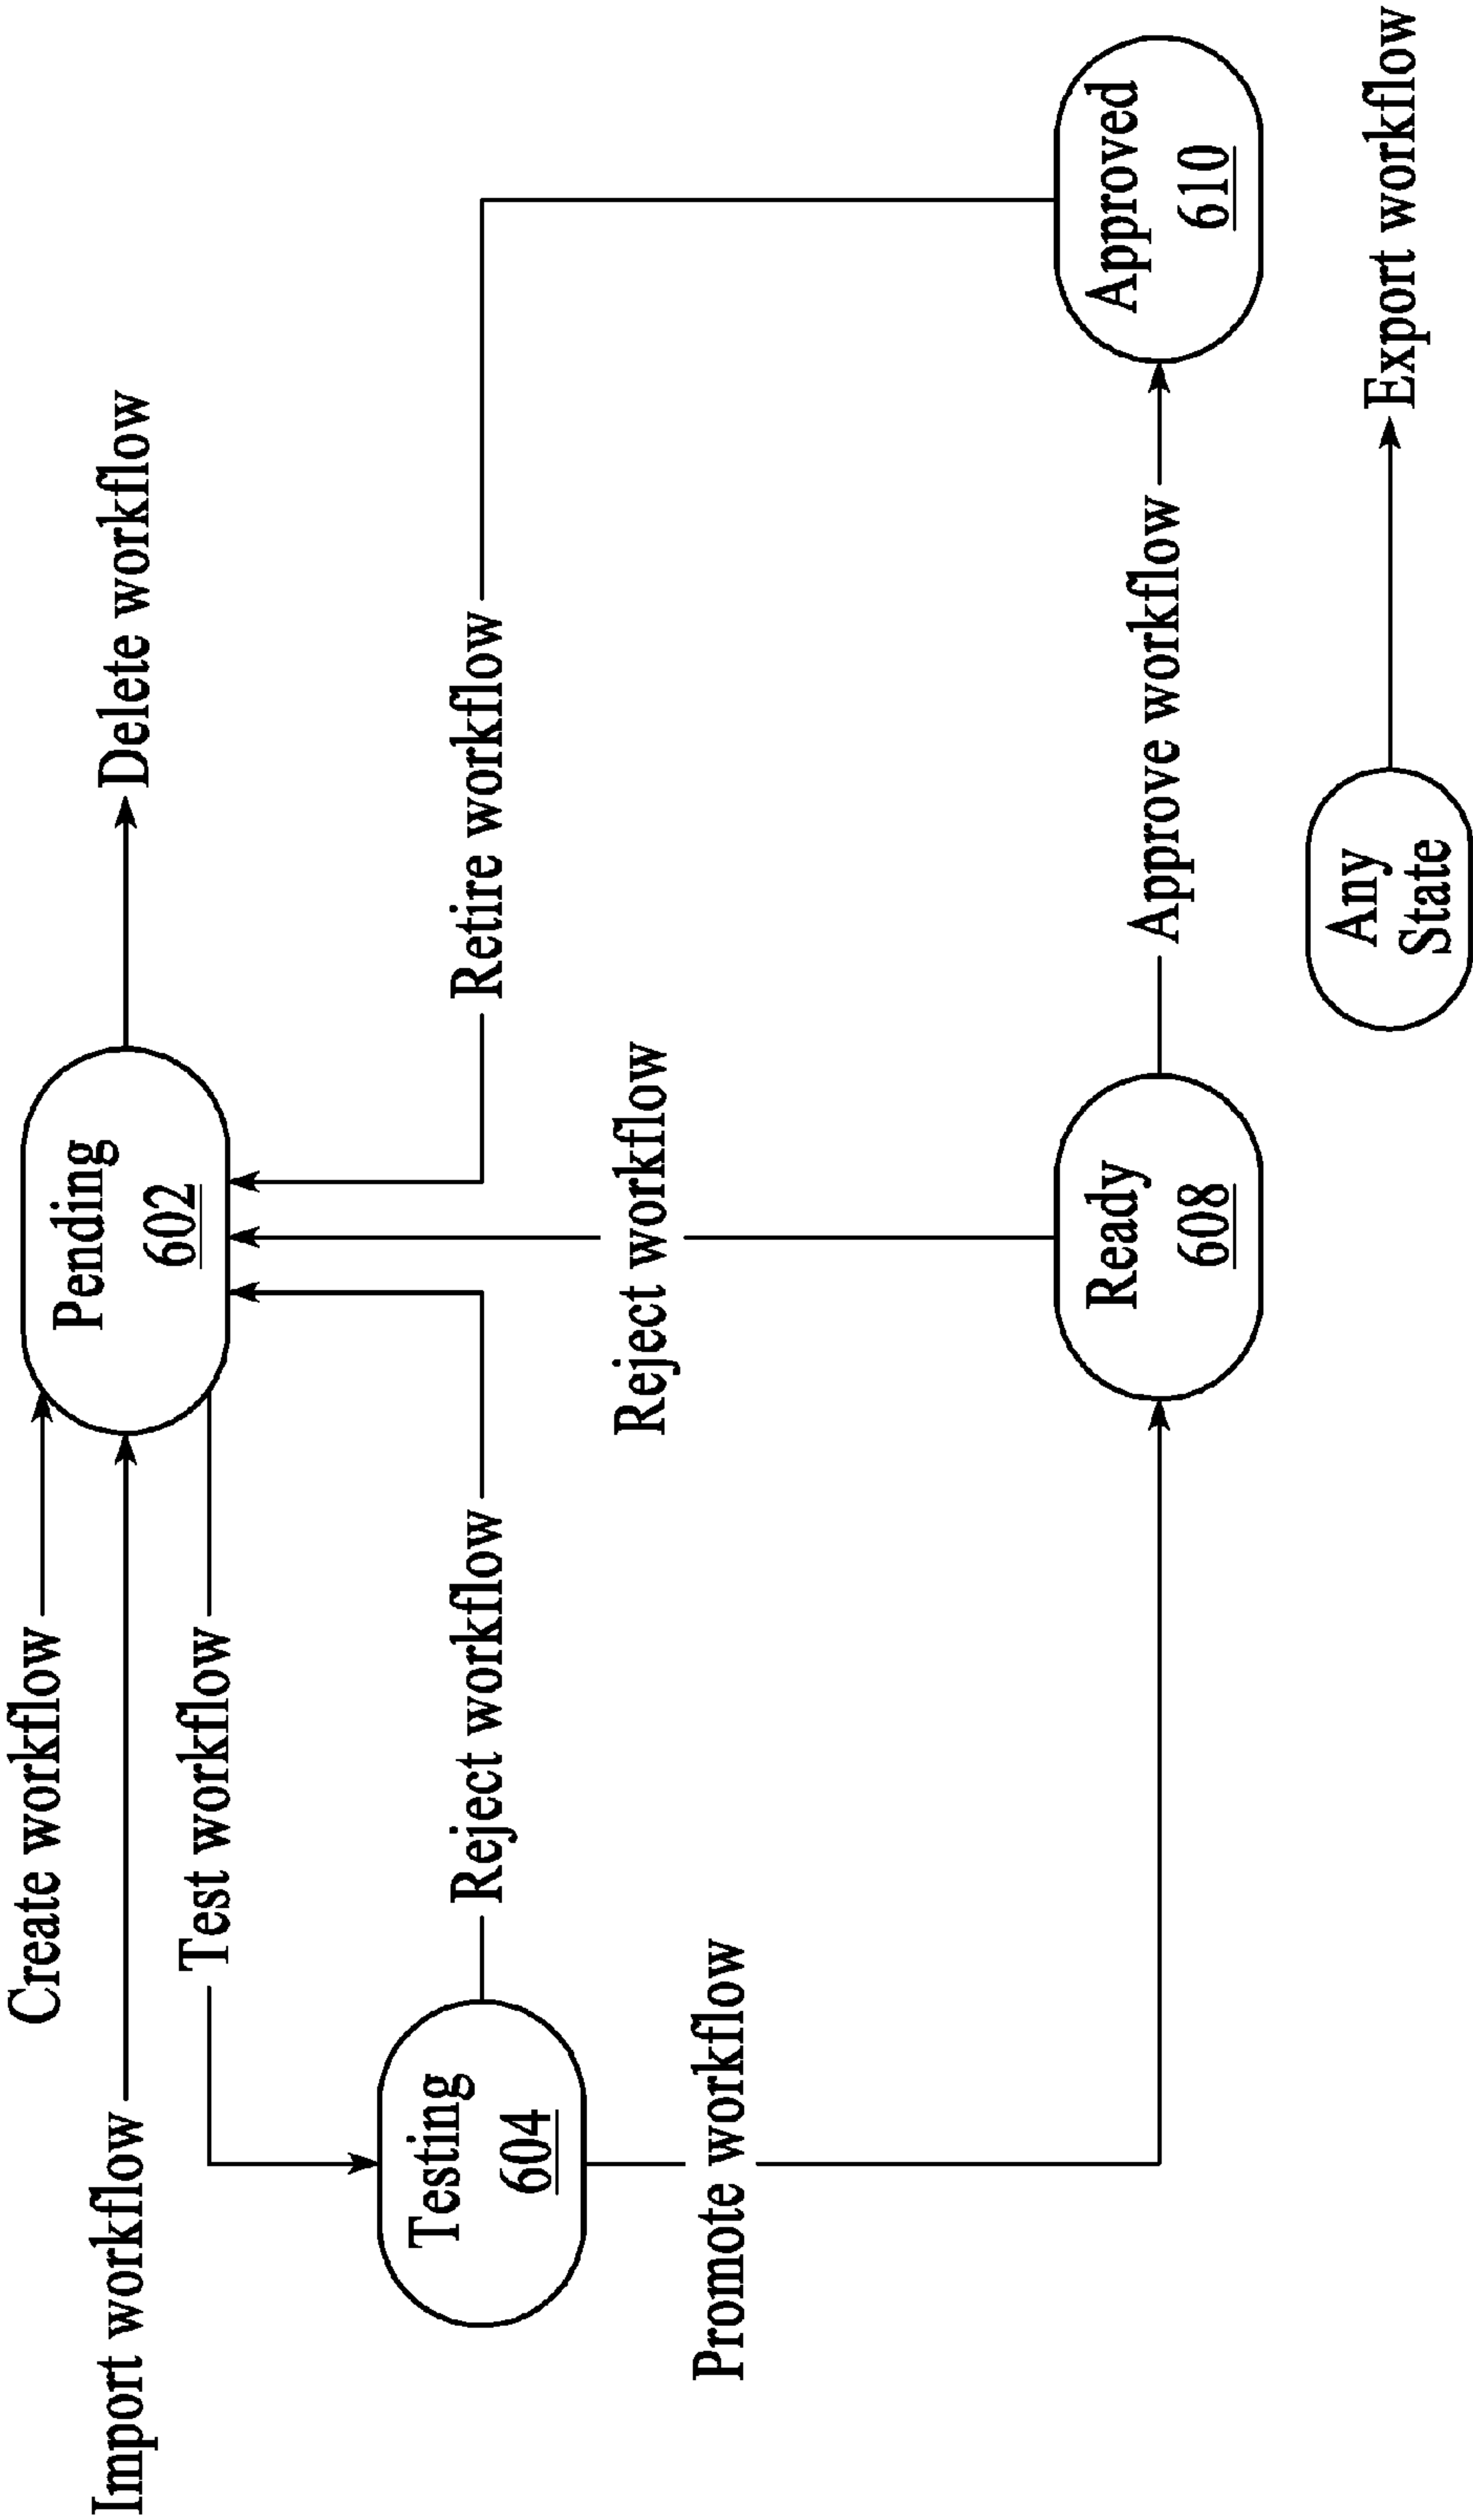 Create workflow
Import workflow
Test workflow
Pending
602
Delete workflow
Testing
604
Reject workflow
Retire workflow
Reject workflow
Promote workflow
Ready
608
Approve workflow
Approved
610
Any
State
Export workflow